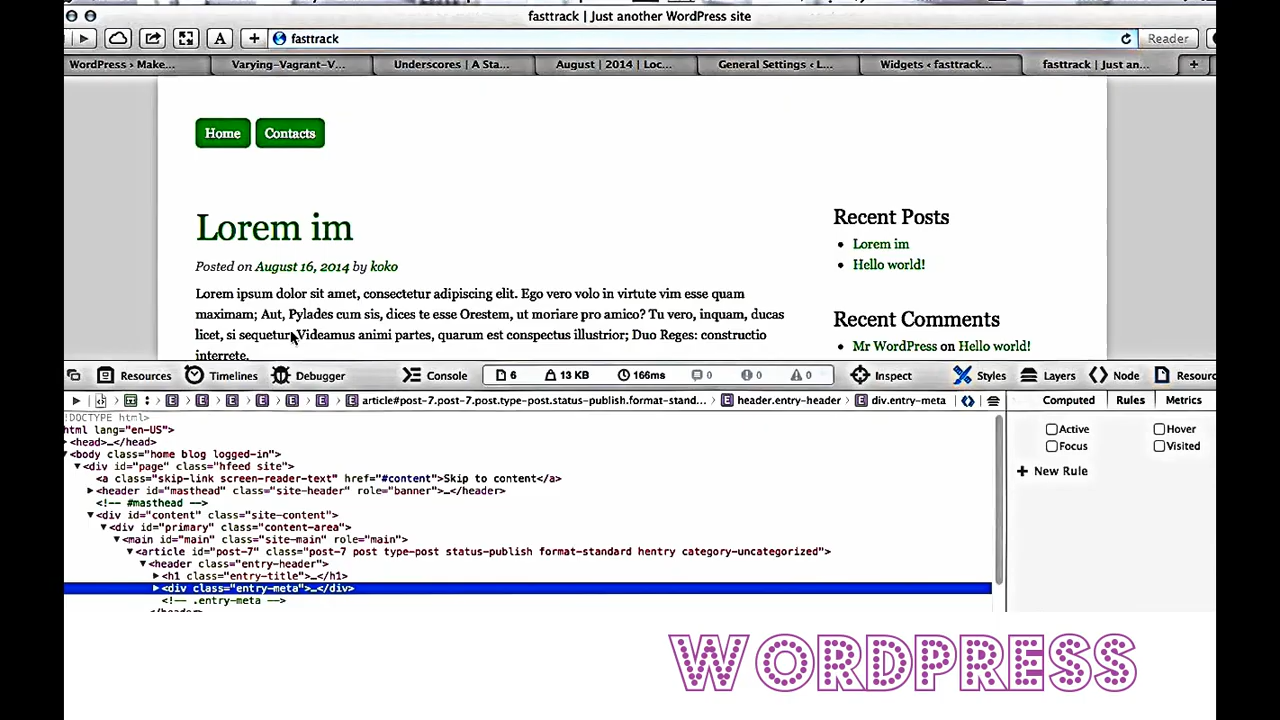 fasttrack | Just another WordPress site
A + fasttrack Reader
WordPress › Make... Varying-Vagrant-V... Underscores | A Sta... August | 2014 | Loc... General Settings ‹ L... Widgets ‹ fasttrack... fasttrack | Just an... +
Home Contacts
Lorem im
Posted on August 16, 2014 by koko
Lorem ipsum dolor sit amet, consectetur adipiscing elit. Ego vero volo in virtute vim esse quam
maximam; Aut, Pylades cum sis, dices te esse Orestem, ut moriare pro amico? Tu vero, inquam, ducas
licet, si sequetur; Videamus animi partes, quarum est conspectus illustrior; Duo Reges: constructio
interrete.
Recent Posts
Lorem im
Hello world!
Recent Comments
Mr WordPress on Hello world!
Resources Timelines Debugger Console 6 13 KB 166ms 0 0 0 Inspect Styles Layers Node Resourc
E E E E E E article#post-7.post-7.post.type-post.status-publish.format-stand... E header.entry-header E div.entry-meta Computed Rules Metrics
!DOCTYPE html>
html lang="en-US">
<head>…</head>
<body class="home blog logged-in">
<div id="page" class="hfeed site">
<a class="skip-link screen-reader-text" href="#content">Skip to content</a>
<header id="masthead" class="site-header" role="banner">…</header>
<!-- #masthead -->
<div id="content" class="site-content">
<div id="primary" class="content-area">
<main id="main" class="site-main" role="main">
<article id="post-7" class="post-7 post type-post status-publish format-standard hentry category-uncategorized">
<header class="entry-header">
<h1 class="entry-title">…</h1>
<div class="entry-meta">…</div>
<!-- .entry-meta -->
Active Hover
Focus Visited
+ New Rule
WORDPRESS